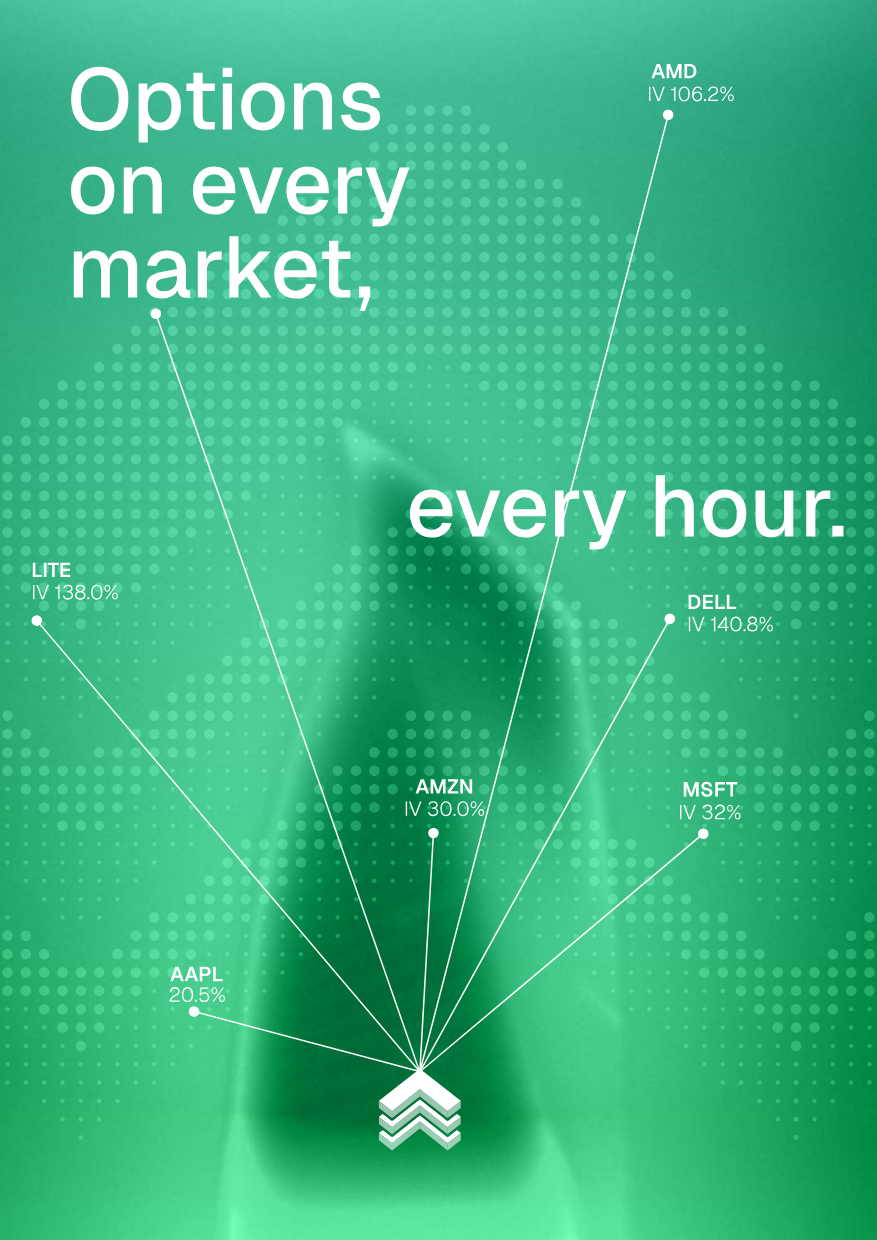 Options
on every
market,
AMD
IV 106.2%
every hour.
LITE
IV 138.0%
DELL
IV 140.8%
AMZN
IV 30.0%
MSFT
IV 32%
AAPL
20.5%